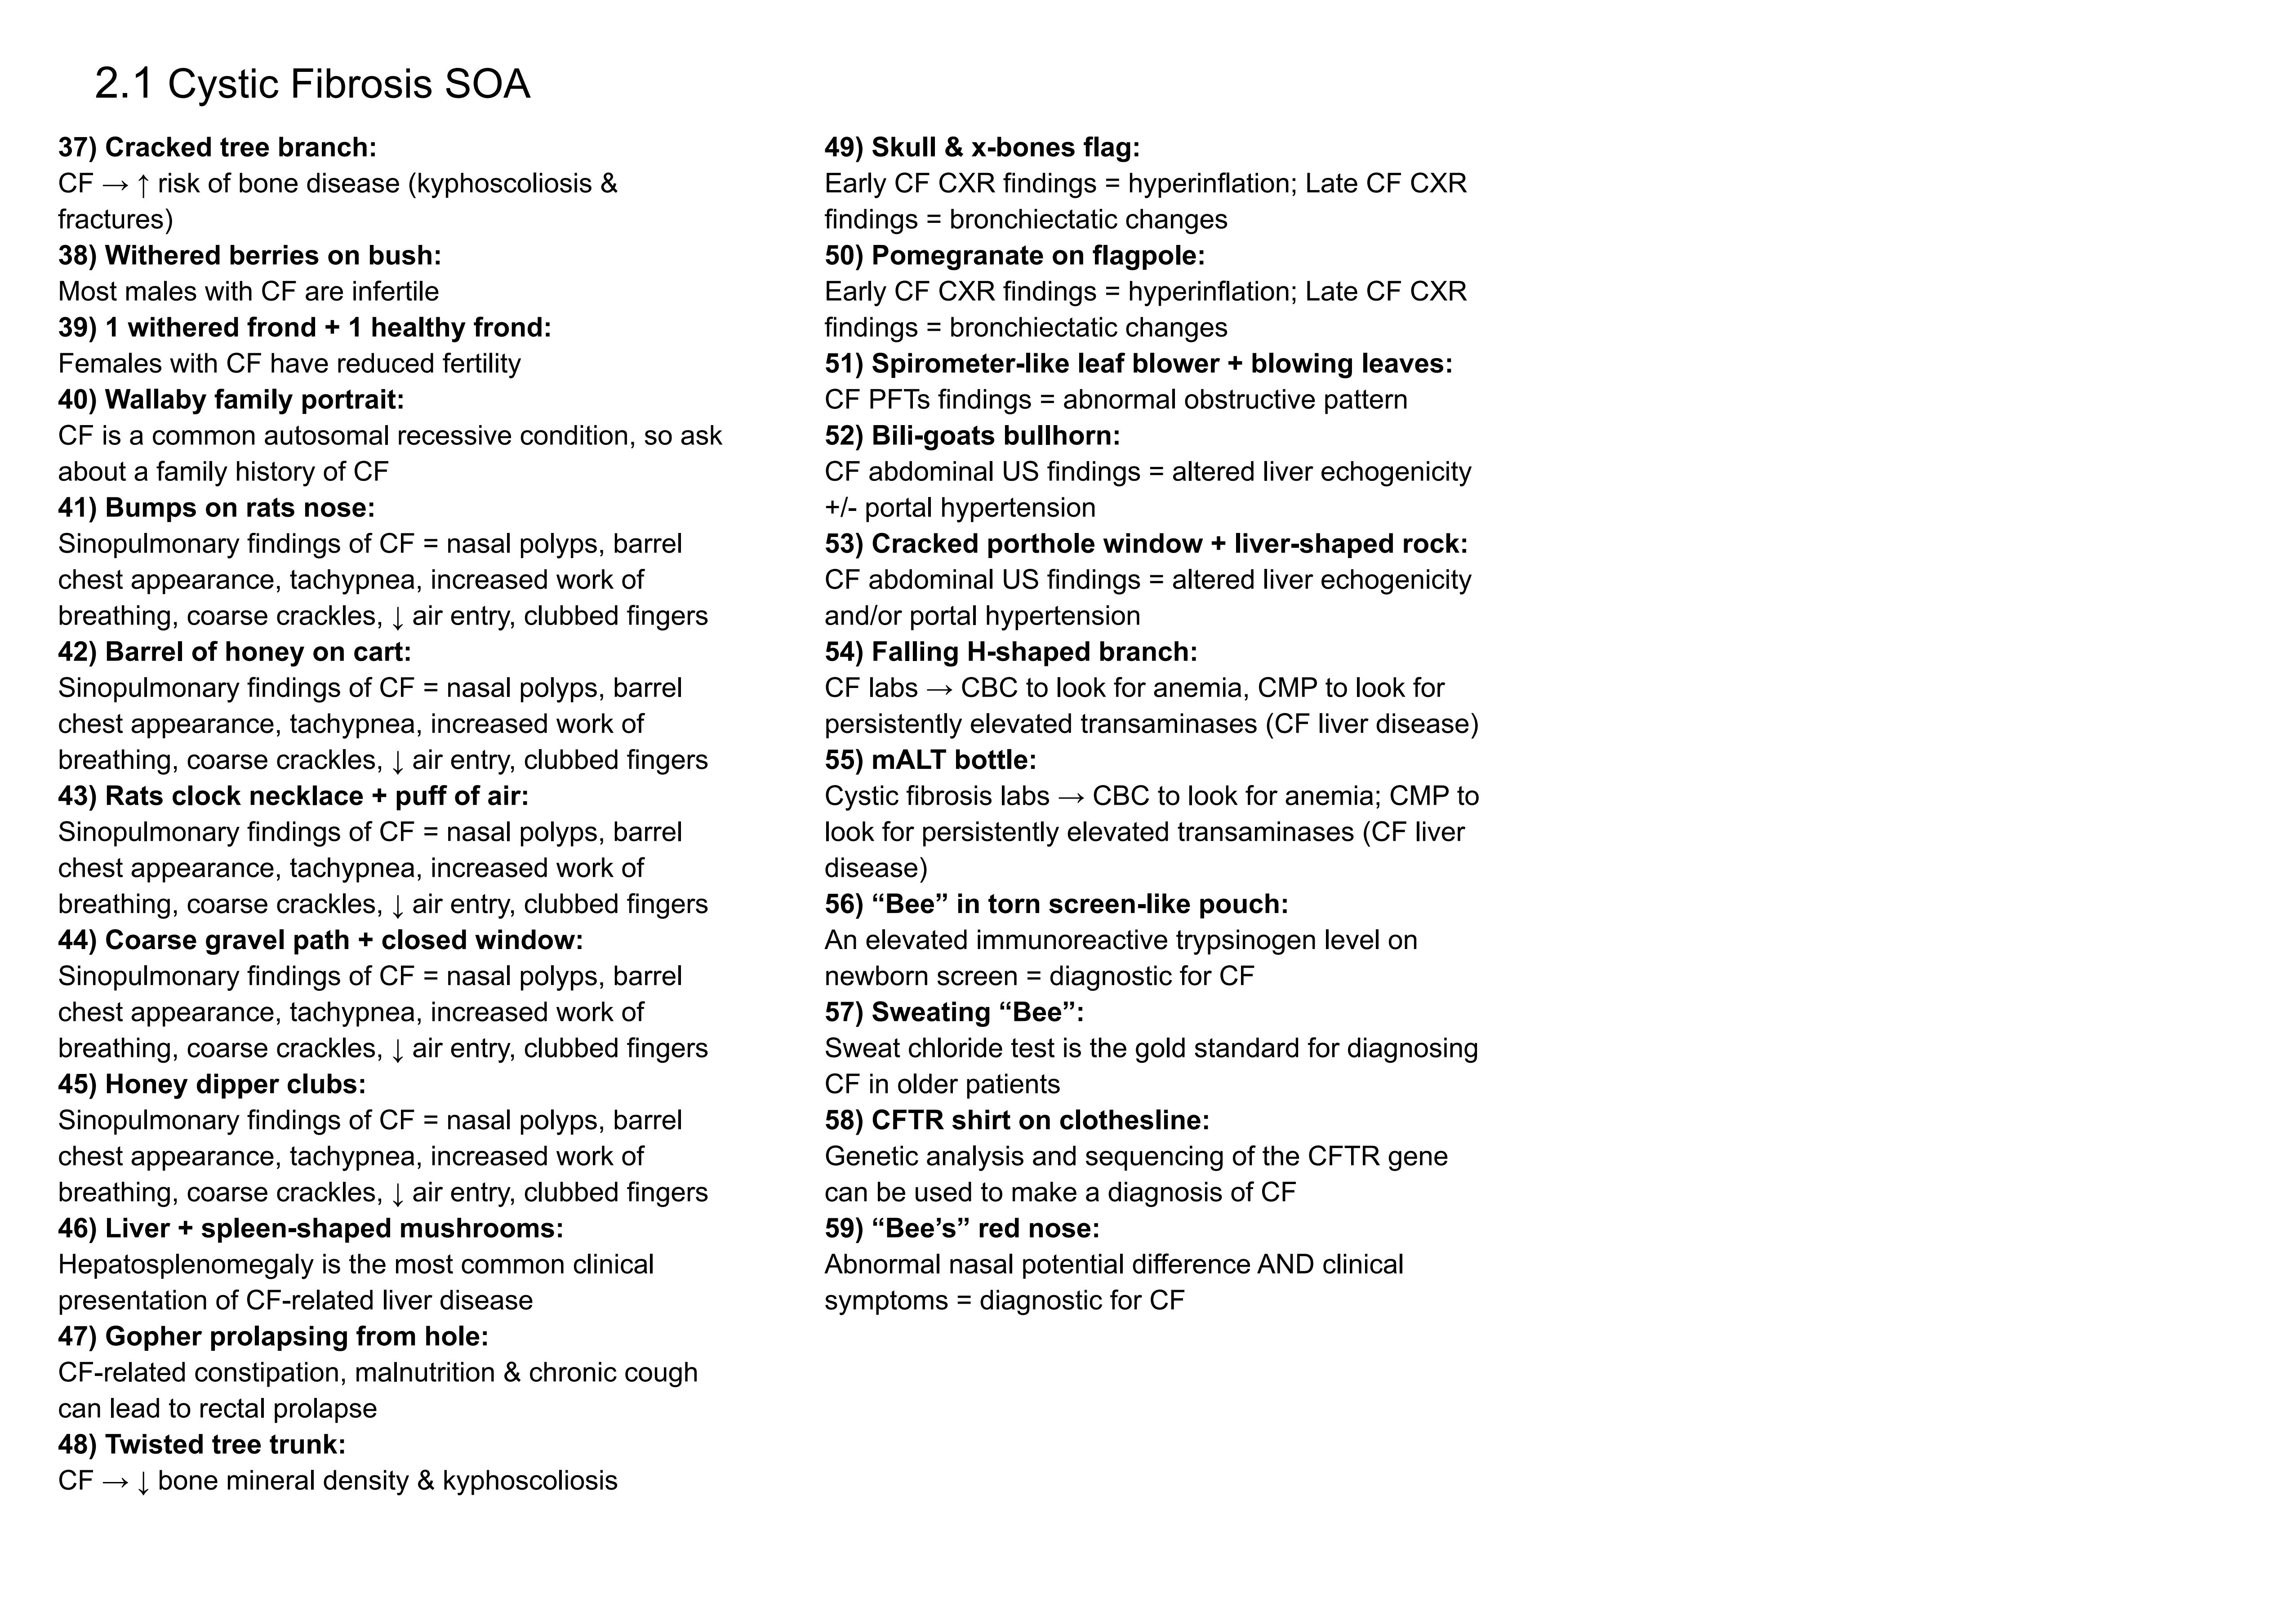 2.1 Cystic Fibrosis SOA
37) Cracked tree branch:
CF → ↑ risk of bone disease (kyphoscoliosis &
fractures)
38) Withered berries on bush:
Most males with CF are infertile
39) 1 withered frond + 1 healthy frond:
Females with CF have reduced fertility
40) Wallaby family portrait:
CF is a common autosomal recessive condition, so ask
about a family history of CF
41) Bumps on rats nose:
Sinopulmonary findings of CF = nasal polyps, barrel
chest appearance, tachypnea, increased work of
breathing, coarse crackles, ↓ air entry, clubbed fingers
42) Barrel of honey on cart:
Sinopulmonary findings of CF = nasal polyps, barrel
chest appearance, tachypnea, increased work of
breathing, coarse crackles, ↓ air entry, clubbed fingers
43) Rats clock necklace + puff of air:
Sinopulmonary findings of CF = nasal polyps, barrel
chest appearance, tachypnea, increased work of
breathing, coarse crackles, ↓ air entry, clubbed fingers
44) Coarse gravel path + closed window:
Sinopulmonary findings of CF = nasal polyps, barrel
chest appearance, tachypnea, increased work of
breathing, coarse crackles, ↓ air entry, clubbed fingers
45) Honey dipper clubs:
Sinopulmonary findings of CF = nasal polyps, barrel
chest appearance, tachypnea, increased work of
breathing, coarse crackles, ↓ air entry, clubbed fingers
46) Liver + spleen-shaped mushrooms:
Hepatosplenomegaly is the most common clinical
presentation of CF-related liver disease
47) Gopher prolapsing from hole:
CF-related constipation, malnutrition & chronic cough
can lead to rectal prolapse
48) Twisted tree trunk:
CF → ↓ bone mineral density & kyphoscoliosis
49) Skull & x-bones flag:
Early CF CXR findings = hyperinflation; Late CF CXR
findings = bronchiectatic changes
50) Pomegranate on flagpole:
Early CF CXR findings = hyperinflation; Late CF CXR
findings = bronchiectatic changes
51) Spirometer-like leaf blower + blowing leaves:
CF PFTs findings = abnormal obstructive pattern
52) Bili-goats bullhorn:
CF abdominal US findings = altered liver echogenicity
+/- portal hypertension
53) Cracked porthole window + liver-shaped rock:
CF abdominal US findings = altered liver echogenicity
and/or portal hypertension
54) Falling H-shaped branch:
CF labs → CBC to look for anemia, CMP to look for
persistently elevated transaminases (CF liver disease)
55) mALT bottle:
Cystic fibrosis labs → CBC to look for anemia; CMP to
look for persistently elevated transaminases (CF liver
disease)
56) “Bee” in torn screen-like pouch:
An elevated immunoreactive trypsinogen level on
newborn screen = diagnostic for CF
57) Sweating “Bee”:
Sweat chloride test is the gold standard for diagnosing
CF in older patients
58) CFTR shirt on clothesline:
Genetic analysis and sequencing of the CFTR gene
can be used to make a diagnosis of CF
59) “Bee’s” red nose:
Abnormal nasal potential difference AND clinical
symptoms = diagnostic for CF